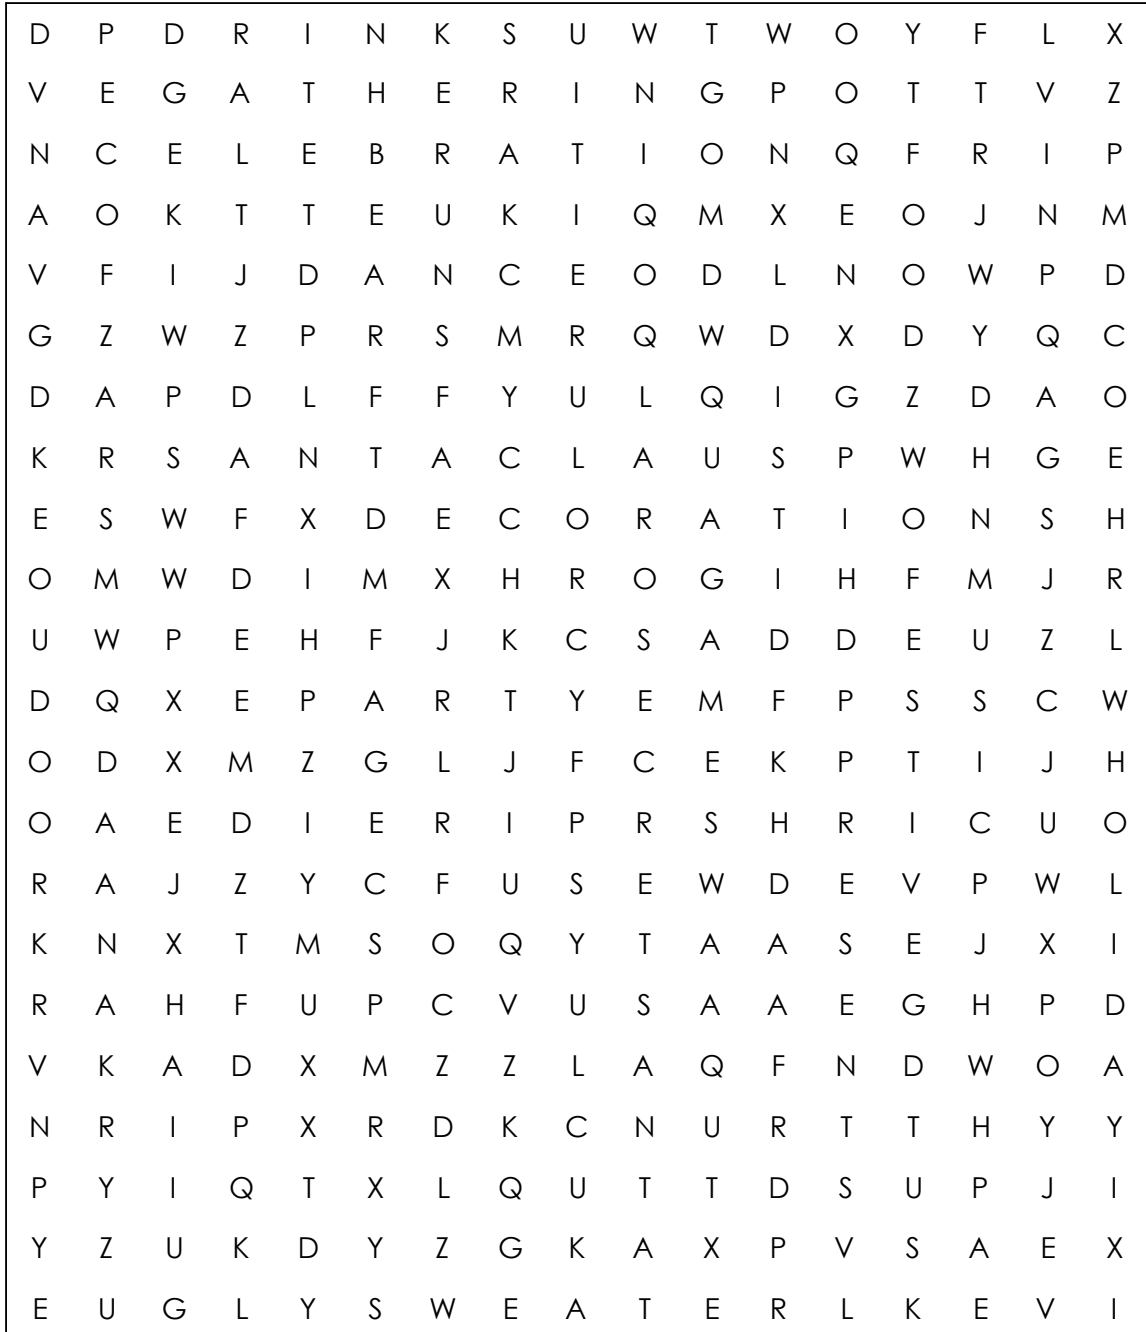 D P D R I N K S U W T W O Y F L X
V E G A T H E R I N G P O T T V Z
N C E L E B R A T I O N Q F R I P
A O K T T E U K I Q M X E O J N M
V F I J D A N C E O D L N O W P D
G Z W Z P R S M R Q W D X D Y Q C
D A P D L F F Y U L Q I G Z D A O
K R S A N T A C L A U S P W H G E
E S W F X D E C O R A T I O N S H
O M W D I M X H R O G I H F M J R
U W P E H F J K C S A D D E U Z L
D Q X E P A R T Y E M F P S S C W
O D X M Z G L J F C E K P T I J H
O A E D I E R I P R S H R I C U O
R A J Z Y C F U S E W D E V P W L
K N X T M S O Q Y T A A S E J X I
R A H F U P C V U S A A E G H P D
V K A D X M Z Z L A Q F N D W O A
N R I P X R D K C N U R T T H Y Y
P Y I Q T X L Q U T T D S U P J I
Y Z U K D Y Z G K A X P V S A E X
E U G L Y S W E A T E R L K E V I